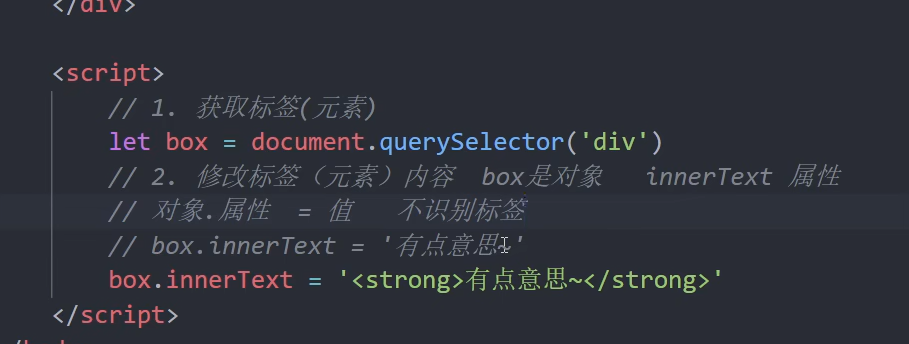 </div>
<script>
// 1. 获取标签(元素)
let box = document.querySelector('div')
// 2. 修改标签（元素）内容  box是对象   innerText 属性
// 对象.属性  = 值   不识别标签
// box.innerText = '有点意思~'
box.innerText = '<strong>有点意思~</strong>'
</script>